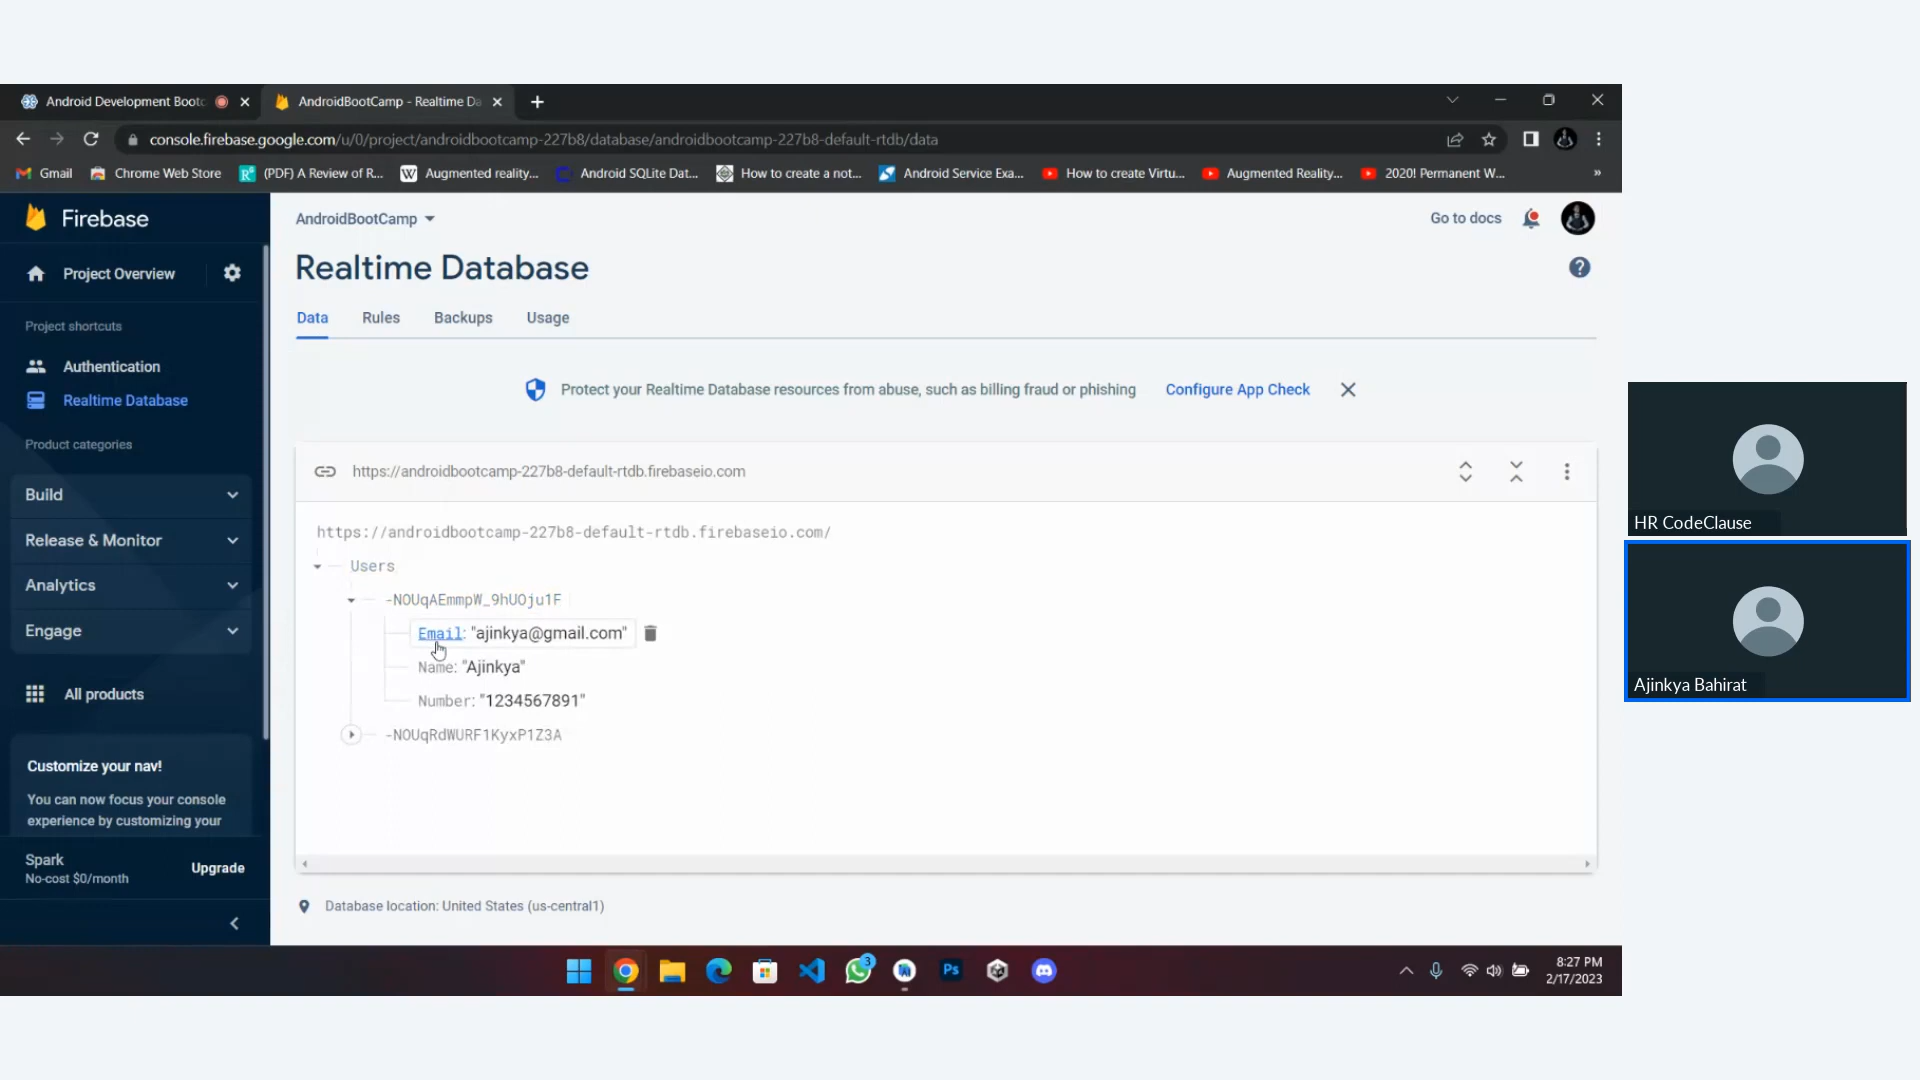 Android Development Bootc
AndroidBootCamp - Realtime Da
console.firebase.google.com/u/0/project/androidbootcamp-227b8/database/androidbootcamp-227b8-default-rtdb/data
Gmail
Chrome Web Store
(PDF) A Review of R...
Augmented reality...
Android SQLite Dat...
How to create a not...
Android Service Exa...
How to create Virtu...
Augmented Reality...
2020! Permanent W...
»
Firebase
AndroidBootCamp
Go to docs
Project Overview
Realtime Database
Project shortcuts
Data
Rules
Backups
Usage
Authentication
Realtime Database
Protect your Realtime Database resources from abuse, such as billing fraud or phishing
Configure App Check
Product categories
https://androidbootcamp-227b8-default-rtdb.firebaseio.com
Build
Release & Monitor
Analytics
Engage
All products
https://androidbootcamp-227b8-default-rtdb.firebaseio.com/
Users
-NOUqAEmmpW_9hUOju1F
Email: "ajinkya@gmail.com"
Name: "Ajinkya"
Number: "1234567891"
-NOUqRdWURF1KyxP1Z3A
Customize your nav!
You can now focus your console
experience by customizing your
Spark
No-cost $0/month
Upgrade
Database location: United States (us-central1)
HR CodeClause
Ajinkya Bahirat
3
Ps
8:27 PM
2/17/2023